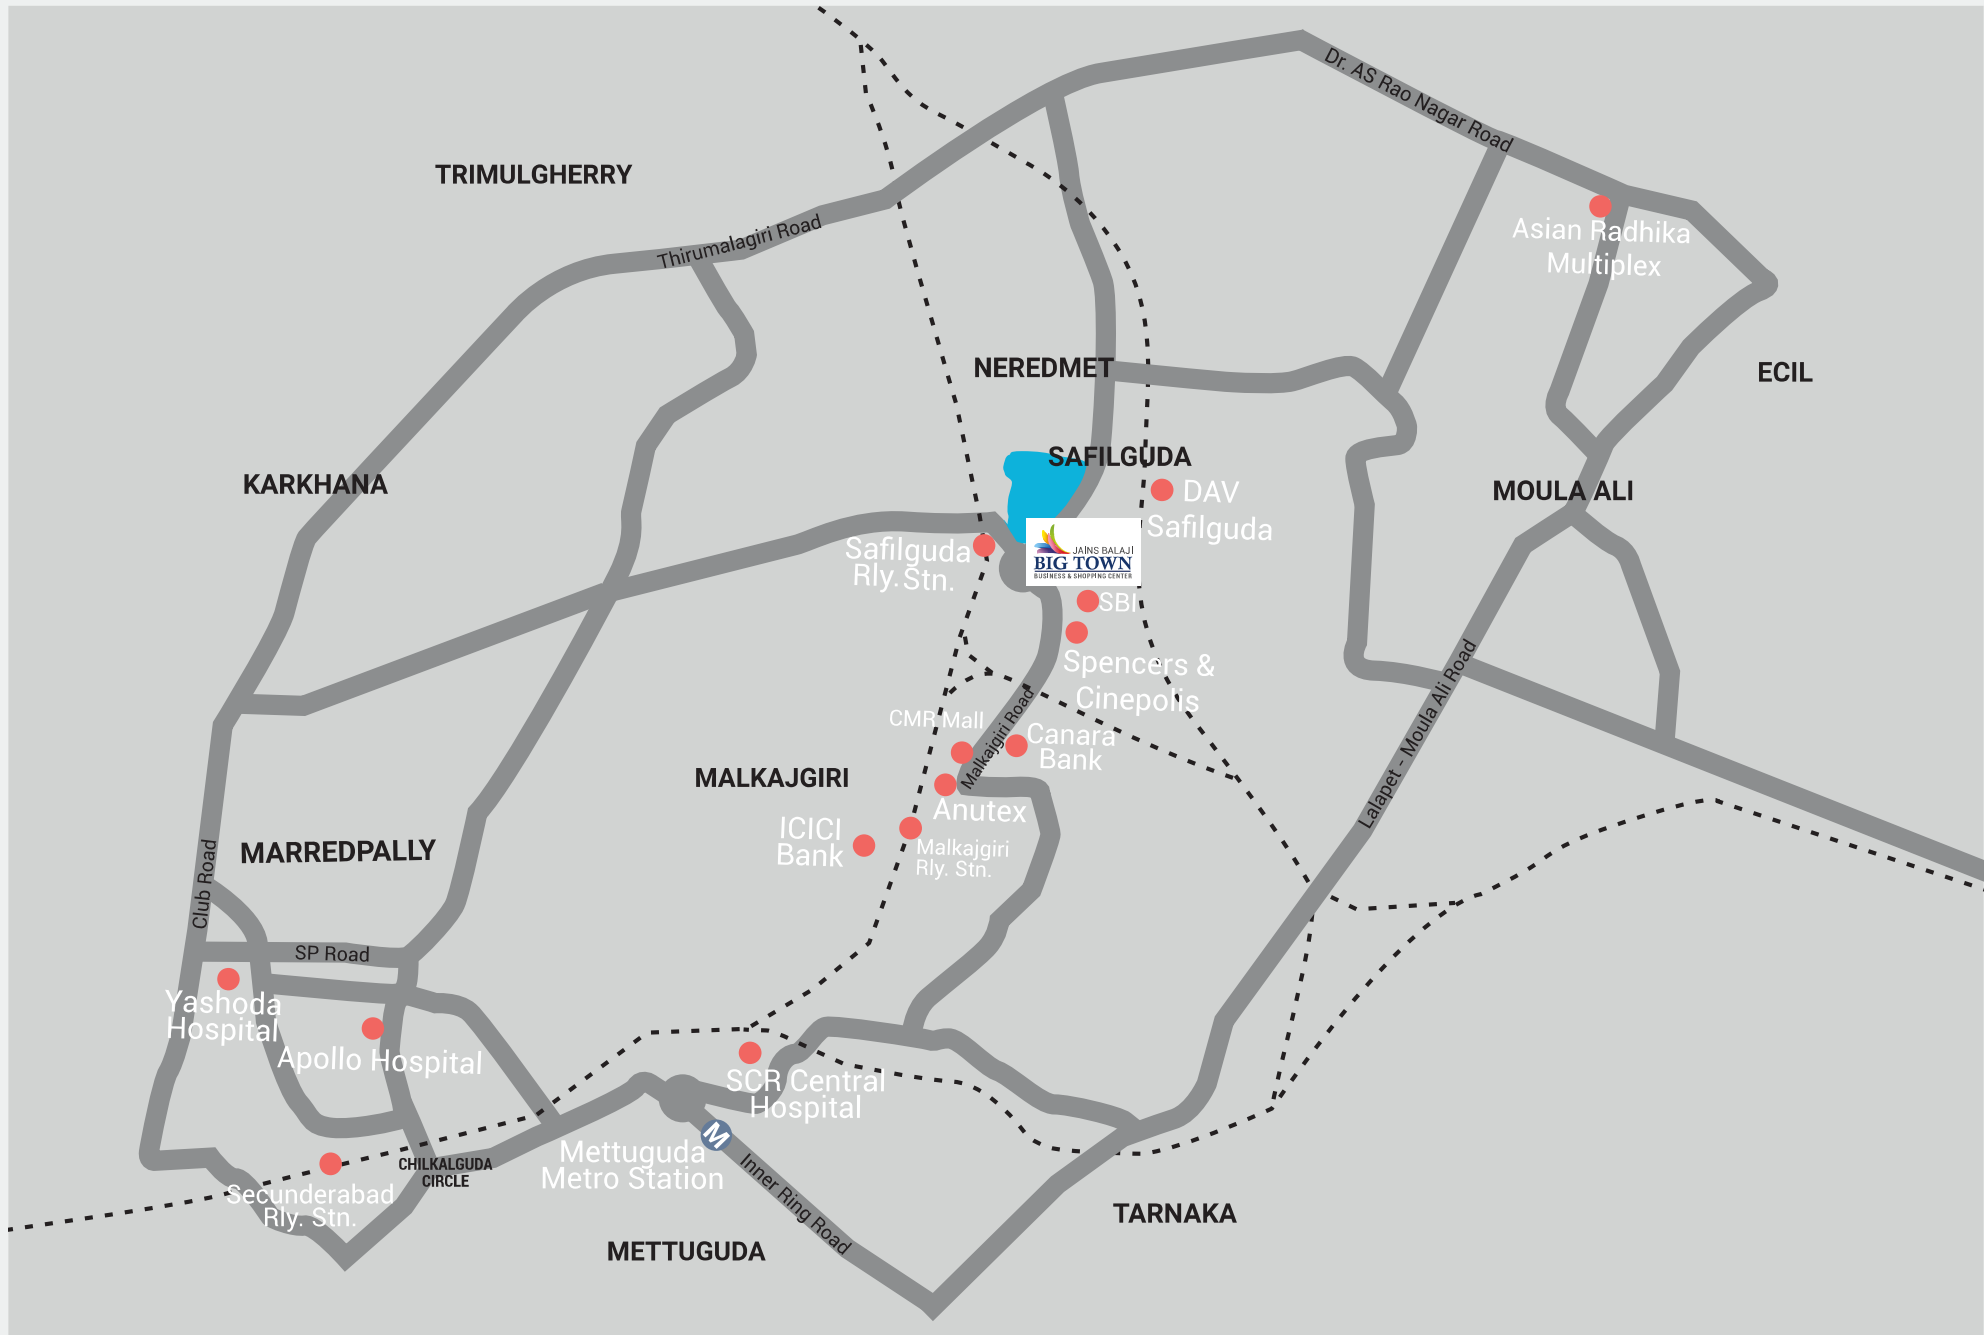 Dr. AS Rao Nagar Road
TRIMULGHERRY
Thirumalagiri Road
Asian Radhika
Multiplex
NEREDMET
ECIL
SAFILGUDA
KARKHANA
DAV
Safilguda
MOULA ALI
JAINS BALAJI
BIG TOWN
BUSINESS & SHOPPING CENTER
Safilguda
Rly. Stn.
SBI
Spencers &
Cinepolis
CMR Mall
Malkajgiri Road
Canara
Bank
Lalapet - Moula Ali Road
MALKAJGIRI
Anutex
ICICI
Bank
Malkajgiri
Rly. Stn.
MARREDPALLY
Club Road
SP Road
Yashoda
Hospital
Apollo Hospital
SCR Central
Hospital
M
Mettuguda
Metro Station
CHILKALGUDA
CIRCLE
Secunderabad
Rly. Stn.
Inner Ring Road
TARNAKA
METTUGUDA